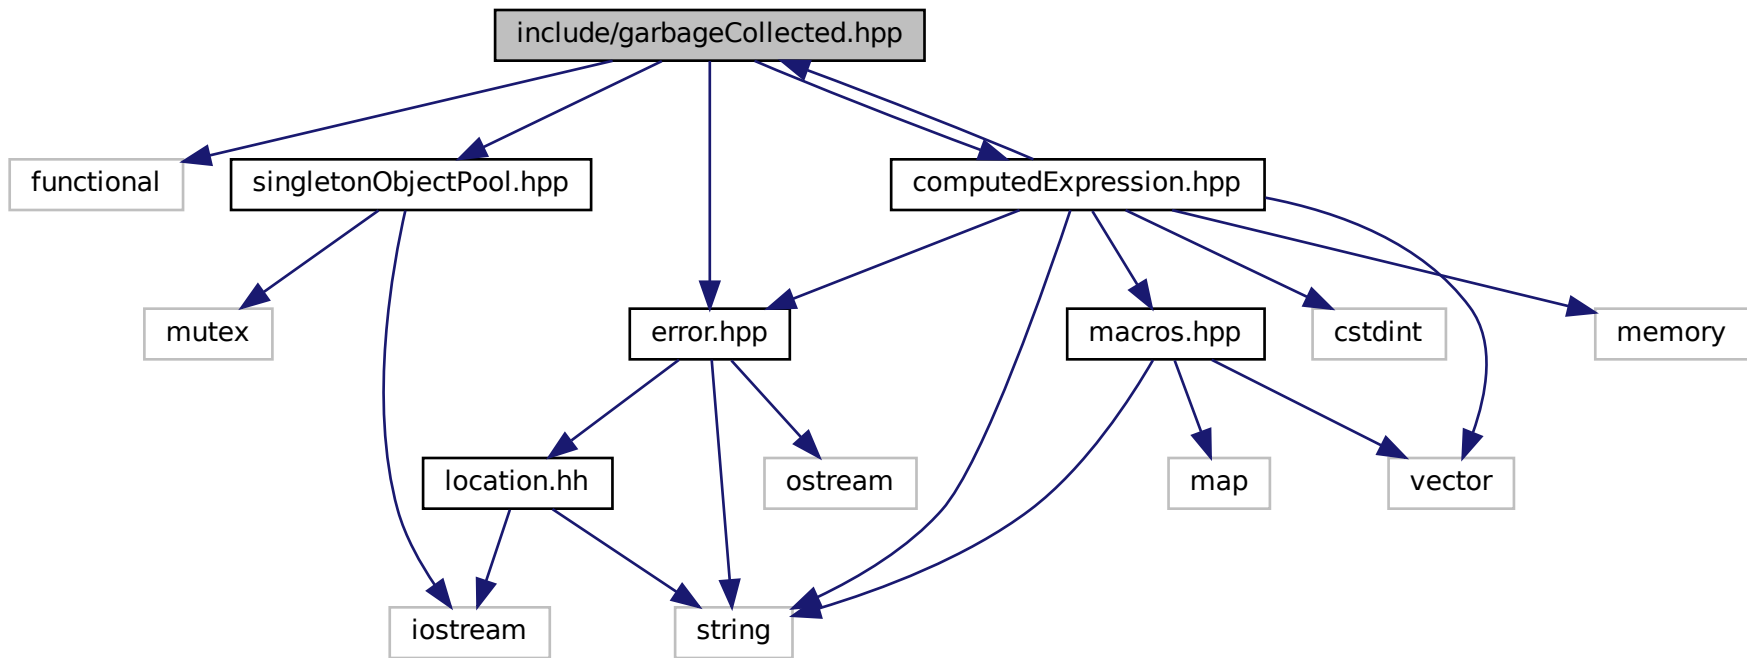 include/garbageCollected.hpp
functional
singletonObjectPool.hpp
computedExpression.hpp
mutex
error.hpp
macros.hpp
cstdint
memory
location.hh
ostream
map
vector
iostream
string